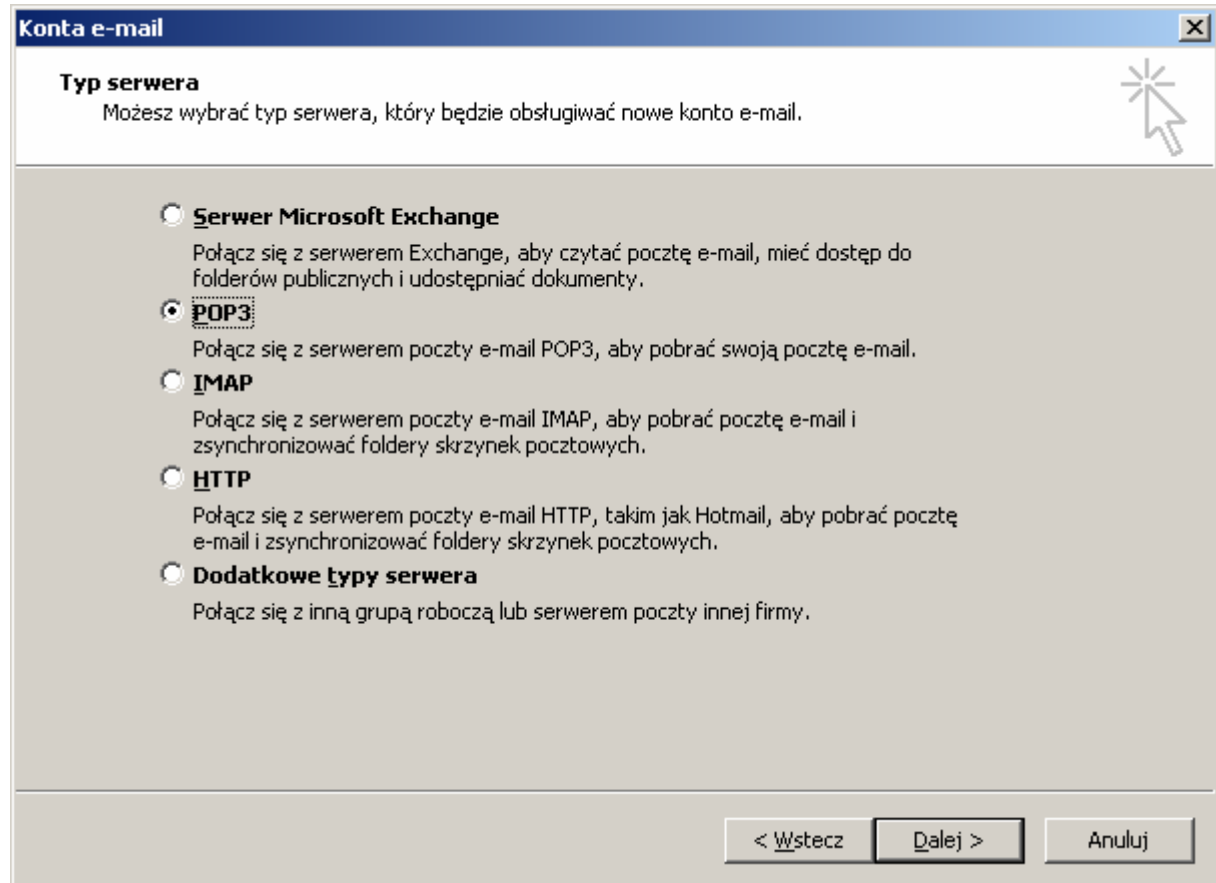 Konta e-mail
Typ serwera
Możesz wybrać typ serwera, który będzie obsługiwać nowe konto e-mail.
Serwer Microsoft Exchange
Połącz się z serwerem Exchange, aby czytać pocztę e-mail, mieć dostęp do
folderów publicznych i udostępniać dokumenty.
POP3
Połącz się z serwerem poczty e-mail POP3, aby pobrać swoją pocztę e-mail.
IMAP
Połącz się z serwerem poczty e-mail IMAP, aby pobrać pocztę e-mail i
zsynchronizować foldery skrzynek pocztowych.
HTTP
Połącz się z serwerem poczty e-mail HTTP, takim jak Hotmail, aby pobrać pocztę
e-mail i zsynchronizować foldery skrzynek pocztowych.
Dodatkowe typy serwera
Połącz się z inną grupą roboczą lub serwerem poczty innej firmy.
< Wstecz Dalej > Anuluj